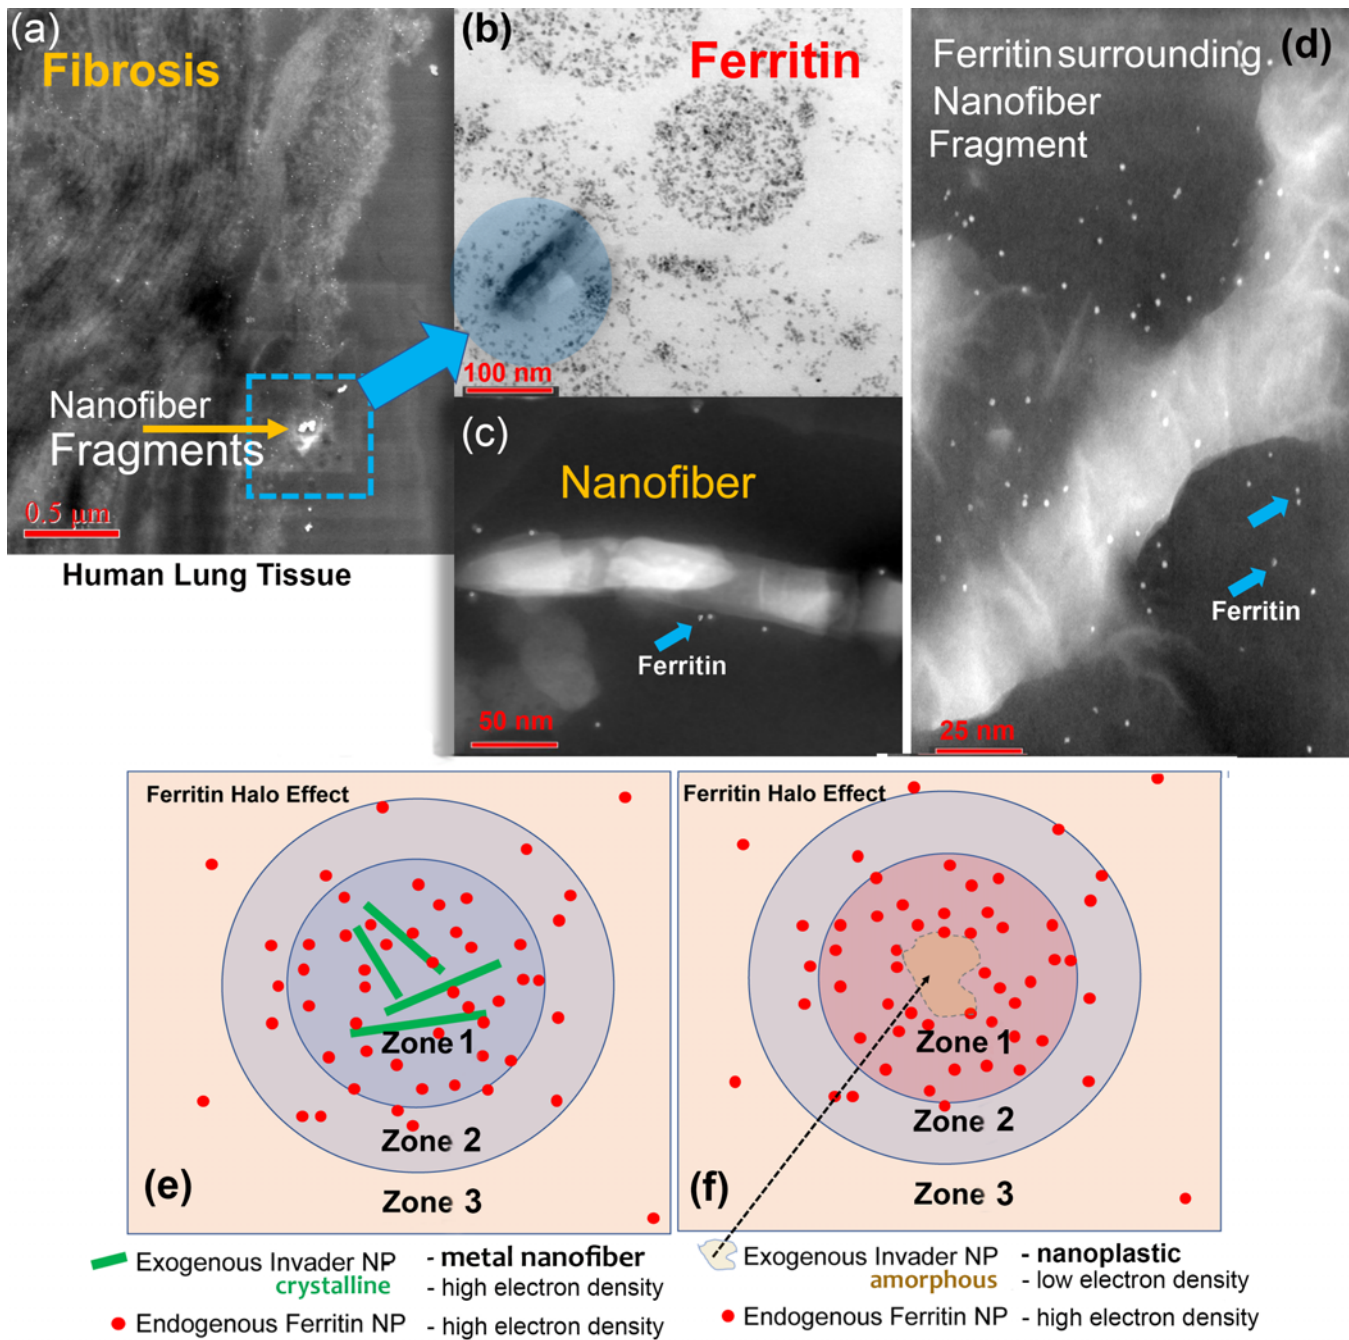 (a)
Fibrosis
Nanofiber
Fragments
0.5 µm
Human Lung Tissue
(b)
Ferritin
100 nm
(c)
Nanofiber
Ferritin
50 nm
(d)
Ferritin surrounding
Nanofiber
Fragment
Ferritin
25 nm
Ferritin Halo Effect
Zone 1
Zone 2
Zone 3
(e)
Exogenous Invader NP - metal nanofiber
crystalline - high electron density
Endogenous Ferritin NP - high electron density
Ferritin Halo Effect
Zone 1
Zone 2
Zone 3
(f)
Exogenous Invader NP - nanoplastic
amorphous - low electron density
Endogenous Ferritin NP - high electron density